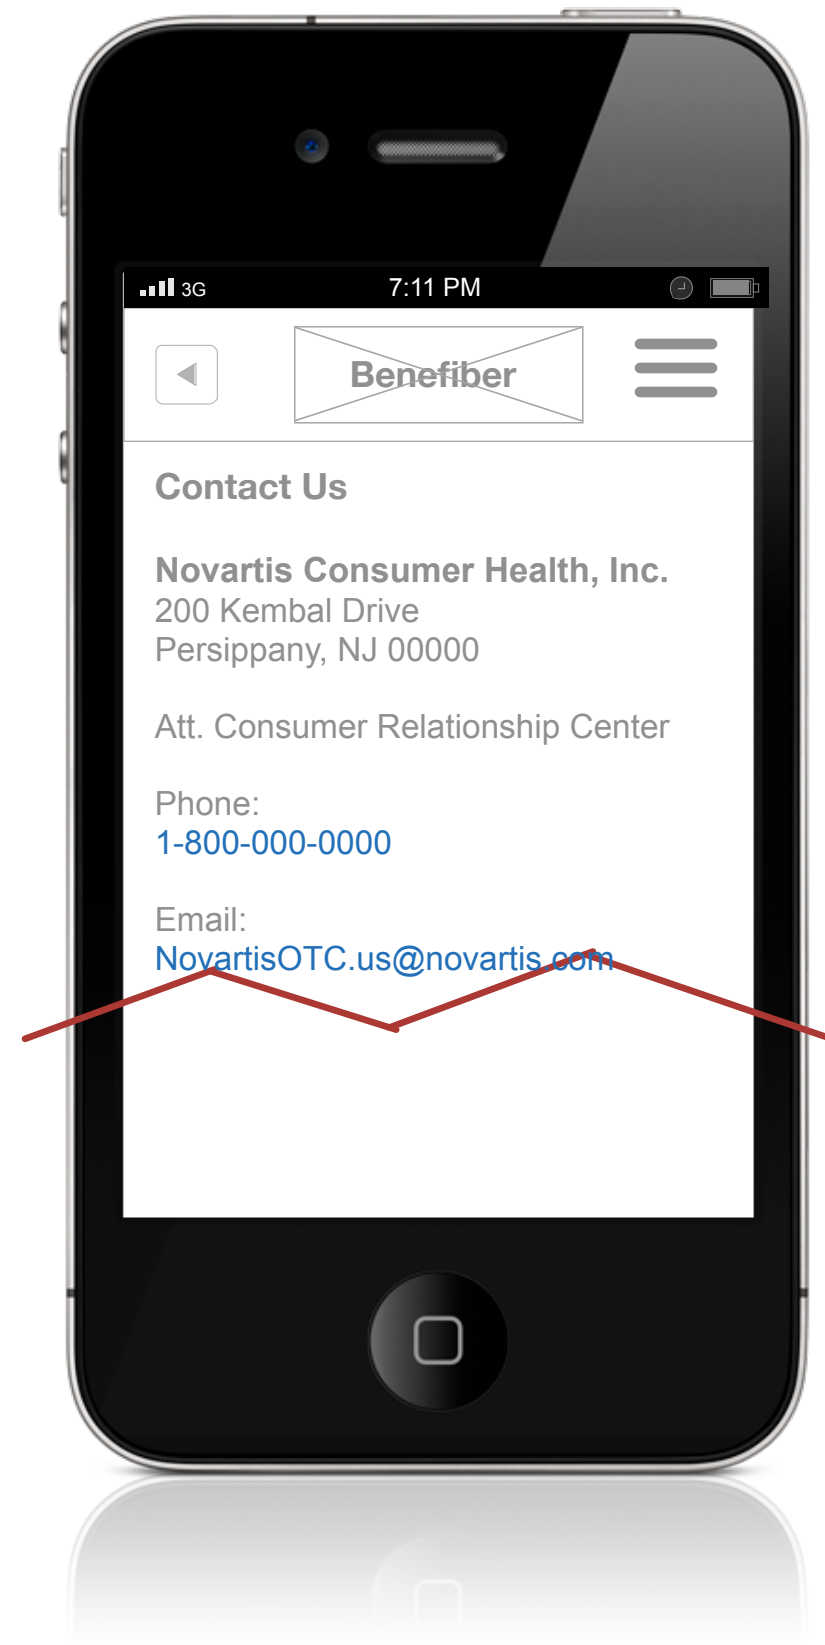 3G
7:11 PM
Benefiber
Contact Us
Novartis Consumer Health, Inc.
200 Kembal Drive
Persippany, NJ 00000
Att. Consumer Relationship Center
Phone:
1-800-000-0000
Email:
NovartisOTC.us@novartis.com